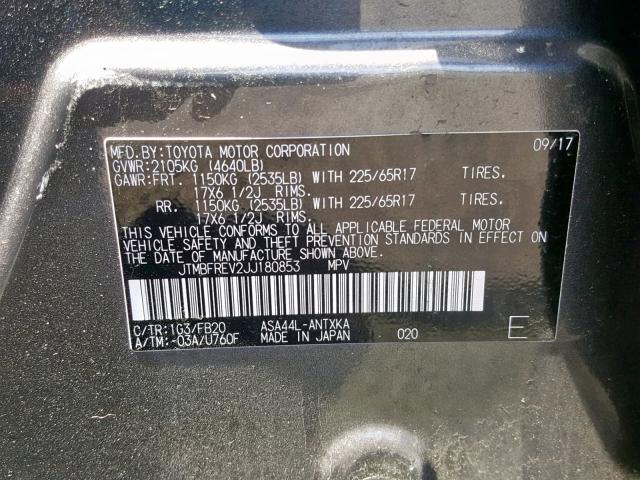 MFD.BY:TOYOTA MOTOR CORPORATION 09/17
GVWR:2105KG (4640LB)
GAWR:FRT. 1150KG (2535LB) WITH 225/65R17 TIRES.
17X6 1/2J RIMS.
RR. 1150KG (2535LB) WITH 225/65R17 TIRES.
17X6 1/2J RIMS.
THIS VEHICLE CONFORMS TO ALL APPLICABLE FEDERAL MOTOR
VEHICLE SAFETY AND THEFT PREVENTION STANDARDS IN EFFECT ON
THE DATE OF MANUFACTURE SHOWN ABOVE.
JTMBFREV2JJ180853 MPV
C/TR:1G3/FB20 ASA44L-ANTXKA
A/TM:-03A/U760F MADE IN JAPAN 020 E